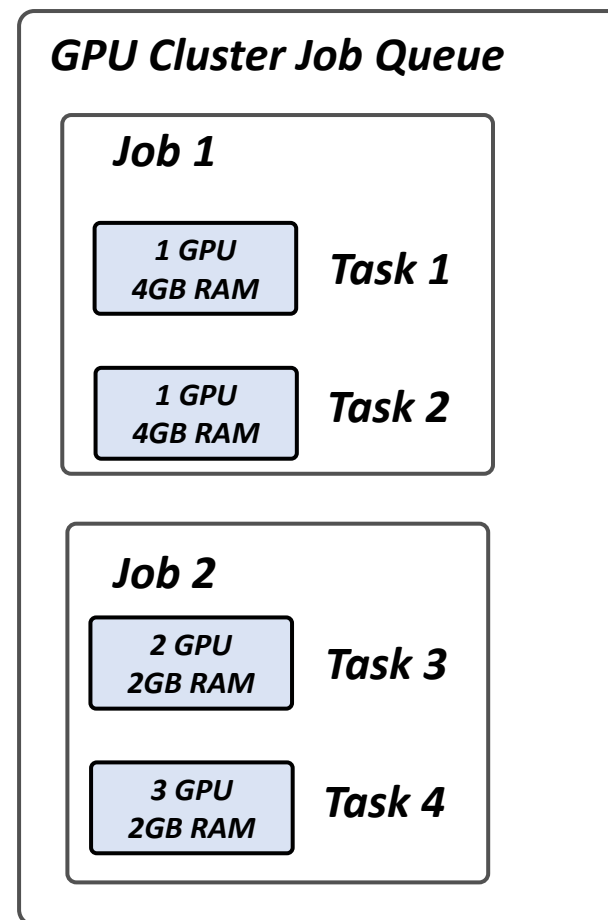 GPU Cluster Job Queue
Job 1
1 GPU
4GB RAM
Task 1
1 GPU
4GB RAM
Task 2
Job 2
2 GPU
2GB RAM
Task 3
3 GPU
2GB RAM
Task 4